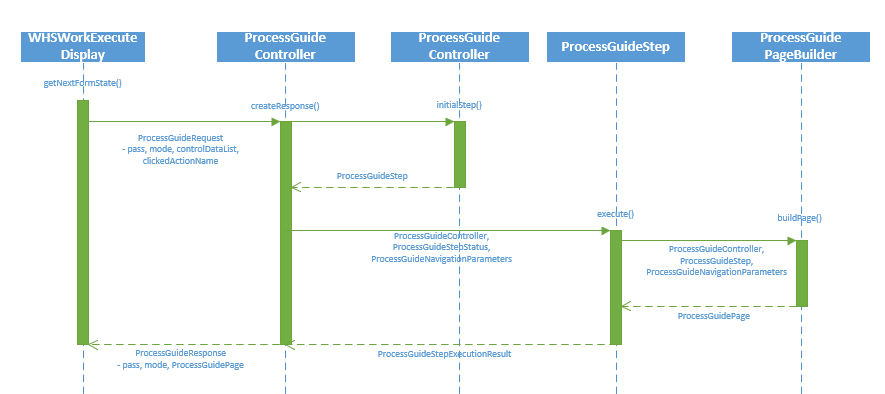 WHSWorkExecute
Display
ProcessGuide
Controller
ProcessGuide
Controller
ProcessGuideStep
ProcessGuide
PageBuilder
getNextFormState()
createResponse()
initialStep()
ProcessGuideRequest
- pass, mode, controlDataList,
clickedActionName
ProcessGuideStep
execute()
buildPage()
ProcessGuideController,
ProcessGuideStepStatus,
ProcessGuideNavigationParameters
ProcessGuideController,
ProcessGuideStep,
ProcessGuideNavigationParameters
ProcessGuidePage
ProcessGuideResponse
- pass, mode, ProcessGuidePage
ProcessGuideStepExecutionResult